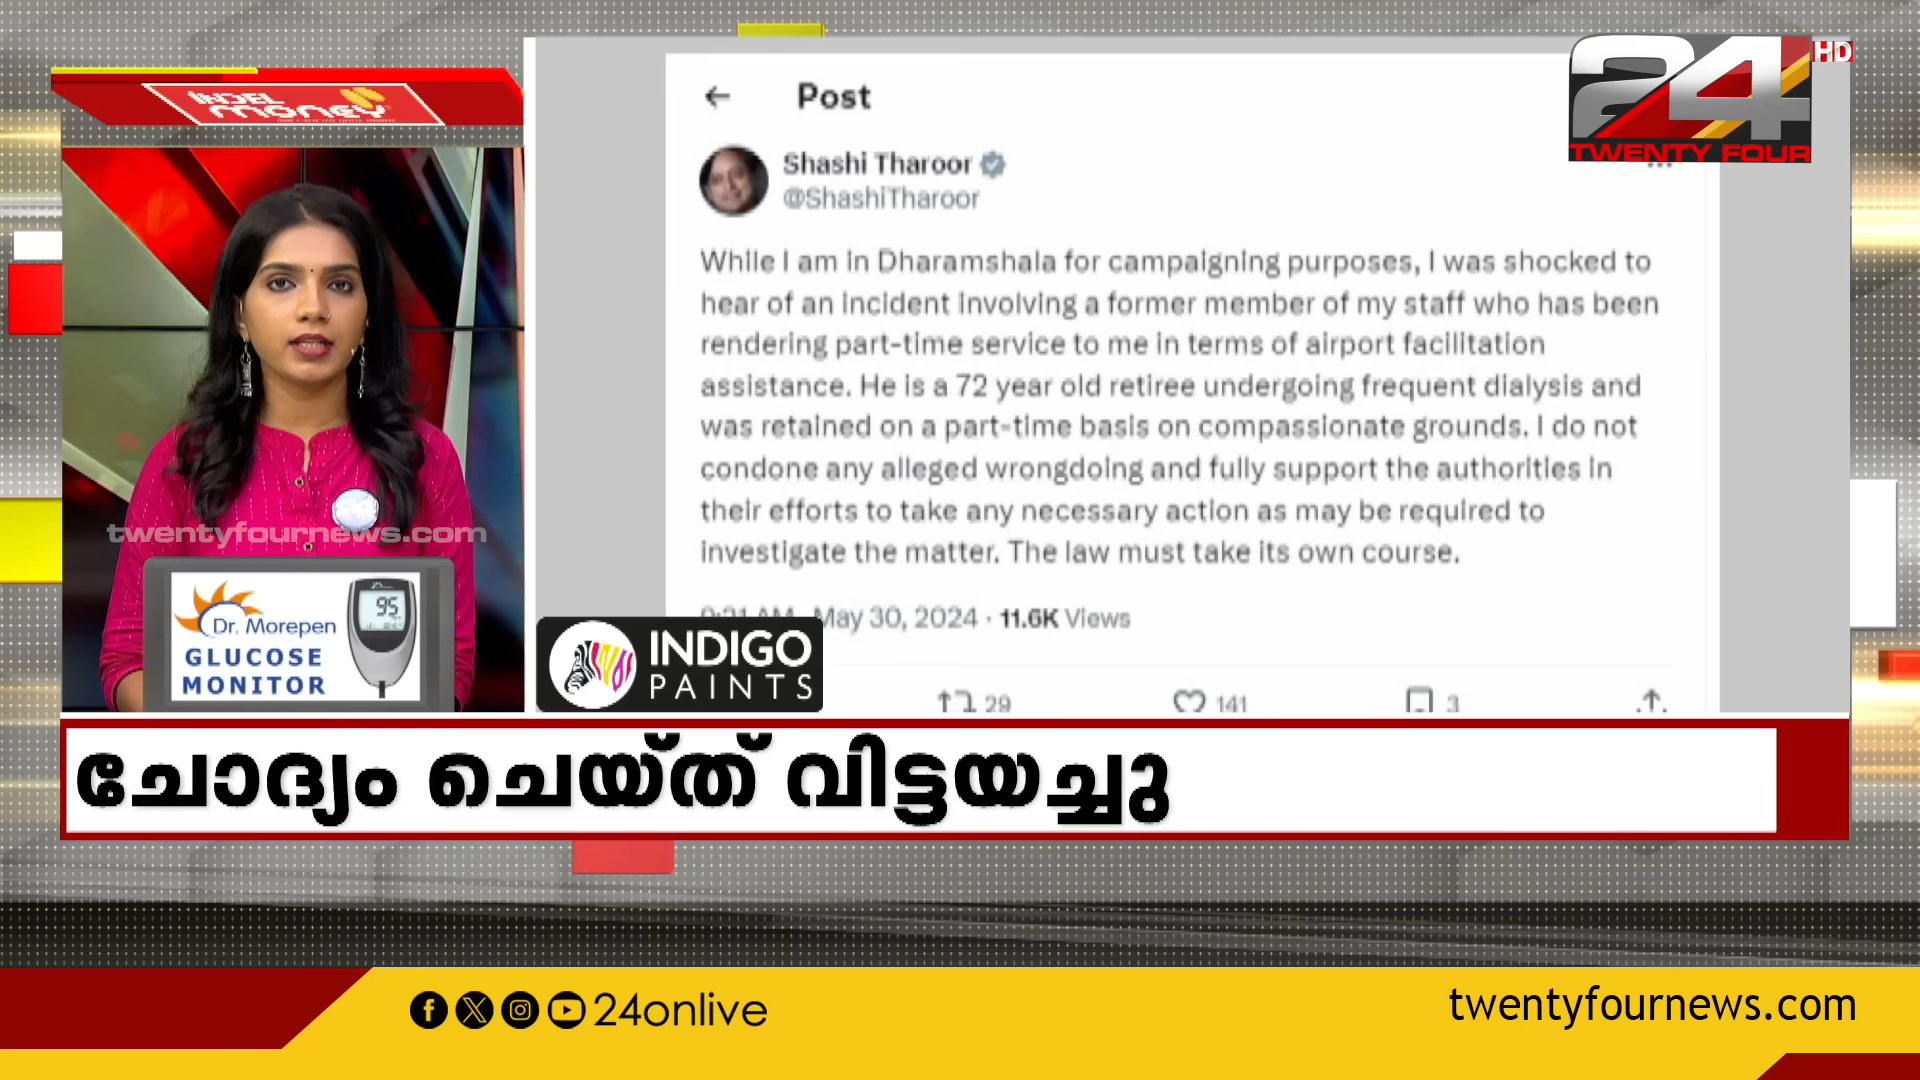 INDEL
money
Post
Shashi Tharoor
@ShashiTharoor
While I am in Dharamshala for campaigning purposes, I was shocked to
hear of an incident involving a former member of my staff who has been
rendering part-time service to me in terms of airport facilitation
assistance. He is a 72 year old retiree undergoing frequent dialysis and
was retained on a part-time basis on compassionate grounds. I do not
condone any alleged wrongdoing and fully support the authorities in
their efforts to take any necessary action as may be required to
investigate the matter. The law must take its own course.
9:21 AM · May 30, 2024 · 11.6K Views
29 141 3
24 HD
TWENTY FOUR
twentyfournews.com
95
Dr. Morepen
GLUCOSE
MONITOR
INDIGO
PAINTS
ചോദ്യം ചെയ്ത് വിട്ടയച്ചു
24onlive
twentyfournews.com